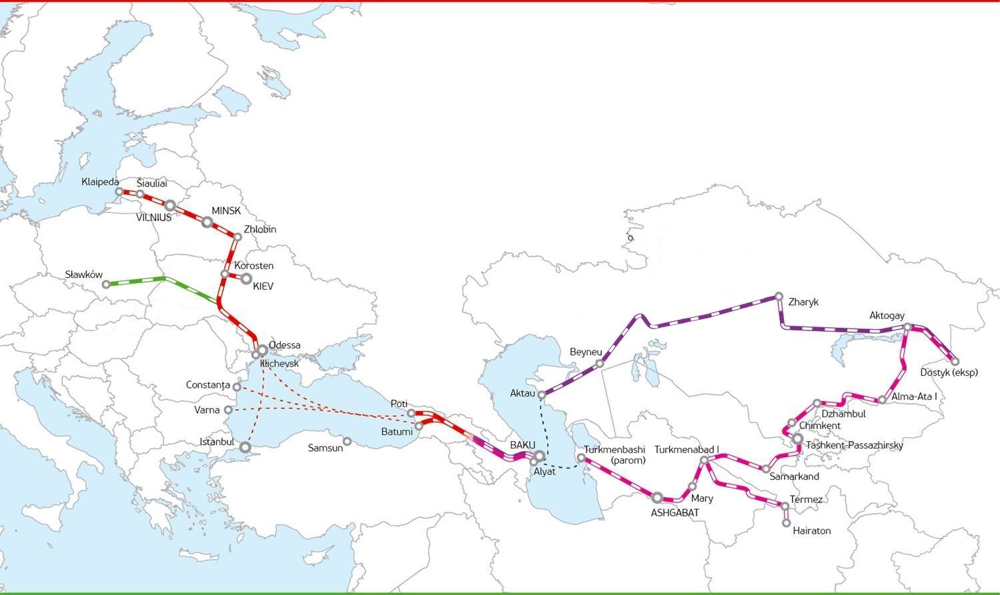 Klaipeda
Šiauliai
VILNIUS
MINSK
Zhlobin
Korosten
KIEV
Sławków
Odessa
Illichevsk
Constanța
Varna
Istanbul
Samsun
Poti
Batumi
BAKU
Alyat
Aktau
Beyneu
Zharyk
Aktogay
Dostyk (eksp)
Alma-Ata I
Dzhambul
Chimkent
Tashkent-Passazhirsky
Turkmenbashi
(parom)
Turkmenabad I
Samarkand
Mary
ASHGABAT
Termez
Hairaton